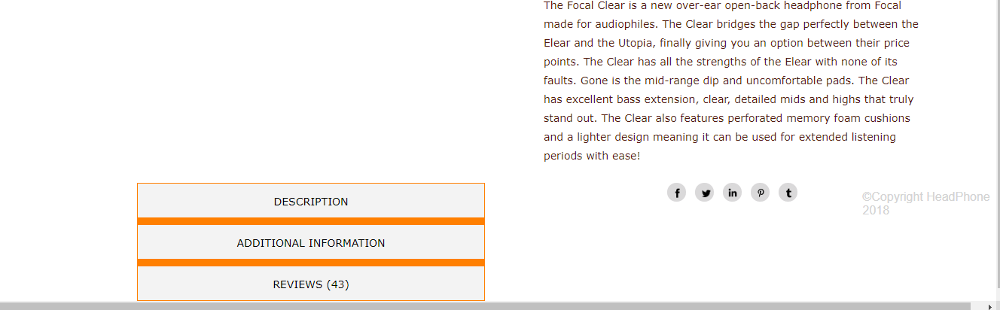 The Focal Clear is a new over-ear open-back headphone from Focal
made for audiophiles. The Clear bridges the gap perfectly between the
Elear and the Utopia, finally giving you an option between their price
points. The Clear has all the strengths of the Elear with none of its
faults. Gone is the mid-range dip and uncomfortable pads. The Clear
has excellent bass extension, clear, detailed mids and highs that truly
stand out. The Clear also features perforated memory foam cushions
and a lighter design meaning it can be used for extended listening
periods with ease!
DESCRIPTION
ADDITIONAL INFORMATION
REVIEWS (43)
©Copyright HeadPhone
2018